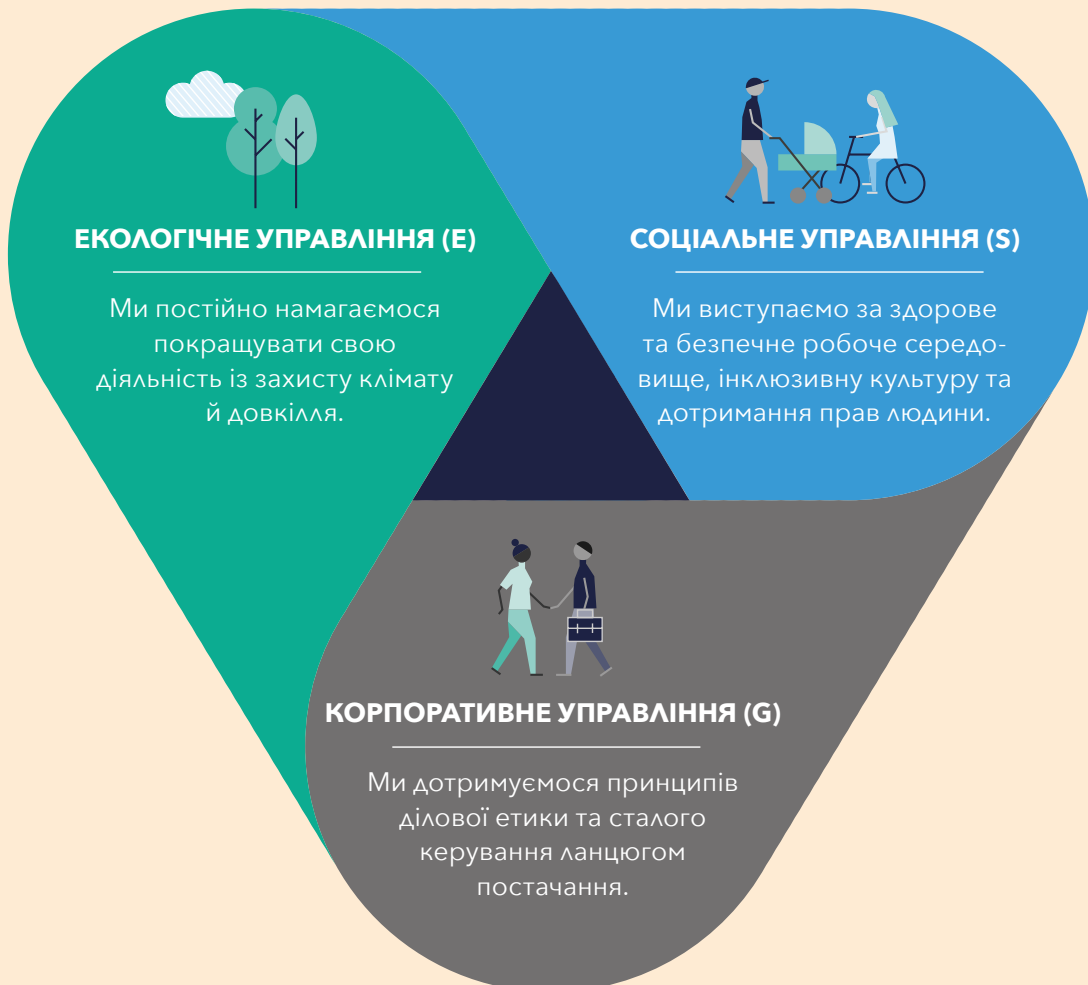 ЕКОЛОГІЧНЕ УПРАВЛІННЯ (E)
Ми постійно намагаємося
покращувати свою
діяльність із захисту клімату
й довкілля.
СОЦІАЛЬНЕ УПРАВЛІННЯ (S)
Ми виступаємо за здорове
та безпечне робоче середо-
вище, інклюзивну культуру та
дотримання прав людини.
КОРПОРАТИВНЕ УПРАВЛІННЯ (G)
Ми дотримуємося принципів
ділової етики та сталого
керування ланцюгом
постачання.